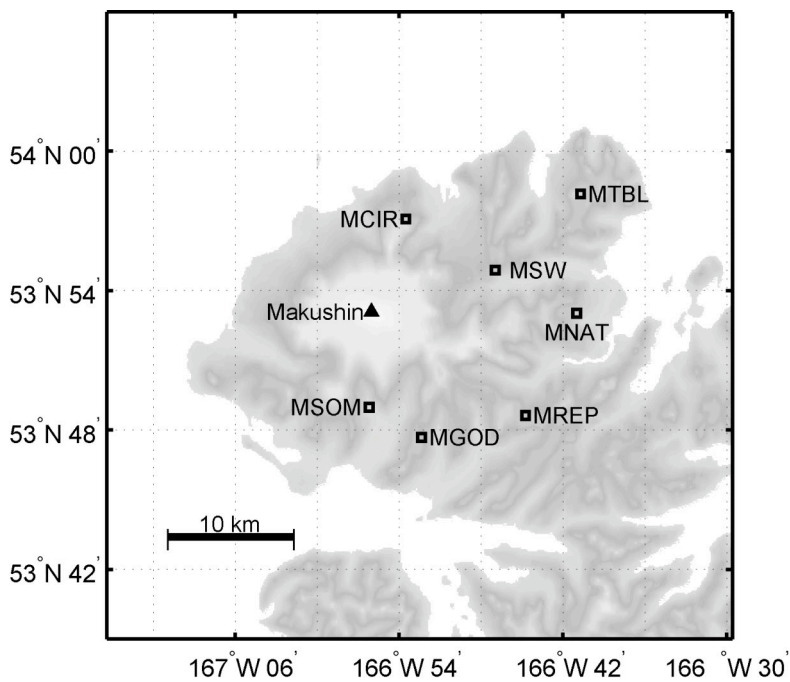 54°N 00'
MTBL
MCIR
MSW
53°N 54'
Makushin
MNAT
MSOM
MREP
53°N 48'
MGOD
10 km
53°N 42'
167°W 06'
166°W 54'
166°W 42'
166°W 30'